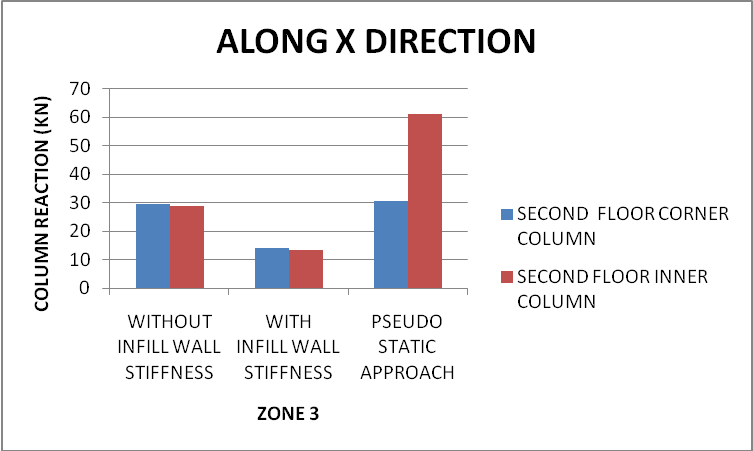 ALONG X DIRECTION
COLUMN REACTION (KN)
70
60
50
40
30
20
10
0
WITHOUT
INFILL WALL
STIFFNESS
WITH
INFILL WALL
STIFFNESS
PSEUDO
STATIC
APPROACH
ZONE 3
SECOND FLOOR CORNER
COLUMN
SECOND FLOOR INNER
COLUMN